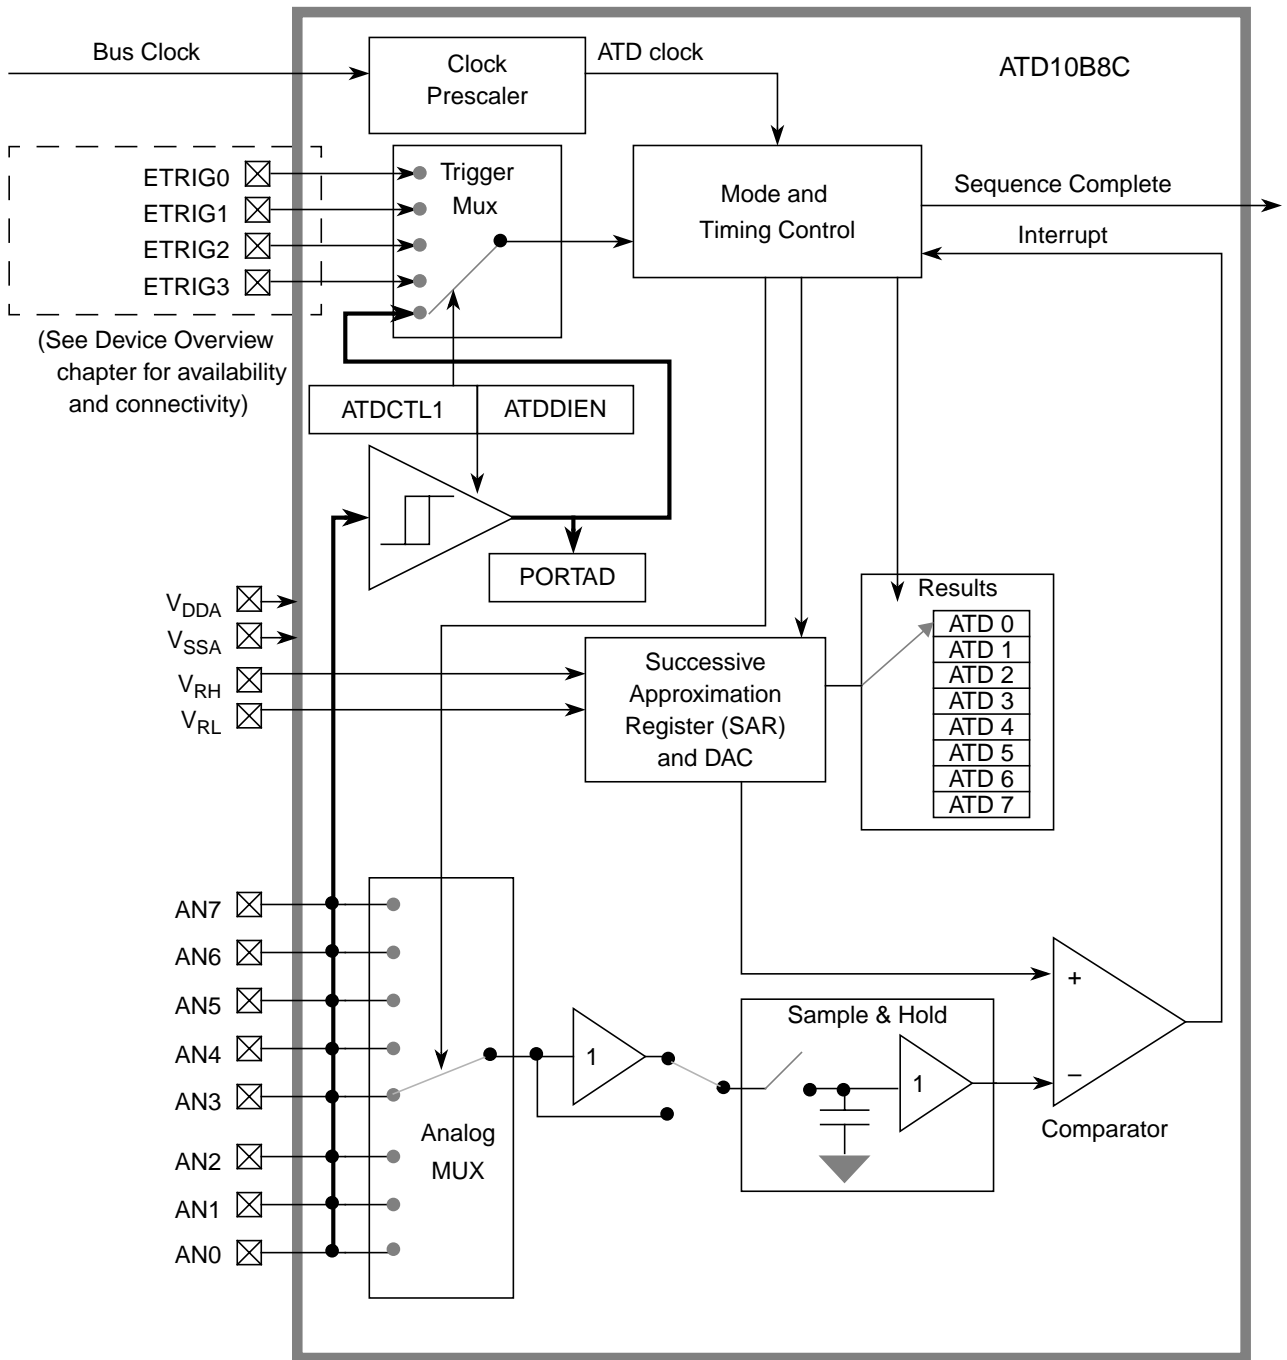 Bus Clock
Clock
Prescaler
ATD clock
ATD10B8C
ETRIG0
ETRIG1
ETRIG2
ETRIG3
(See Device Overview
chapter for availability
and connectivity)
Trigger
Mux
Mode and
Timing Control
Sequence Complete
Interrupt
ATDCTL1
ATDDIEN
PORTAD
VDDA
VSSA
VRH
VRL
Successive
Approximation
Register (SAR)
and DAC
Results
ATD 0
ATD 1
ATD 2
ATD 3
ATD 4
ATD 5
ATD 6
ATD 7
AN7
AN6
AN5
AN4
AN3
AN2
AN1
AN0
Analog
MUX
1
Sample & Hold
1
+
–
Comparator